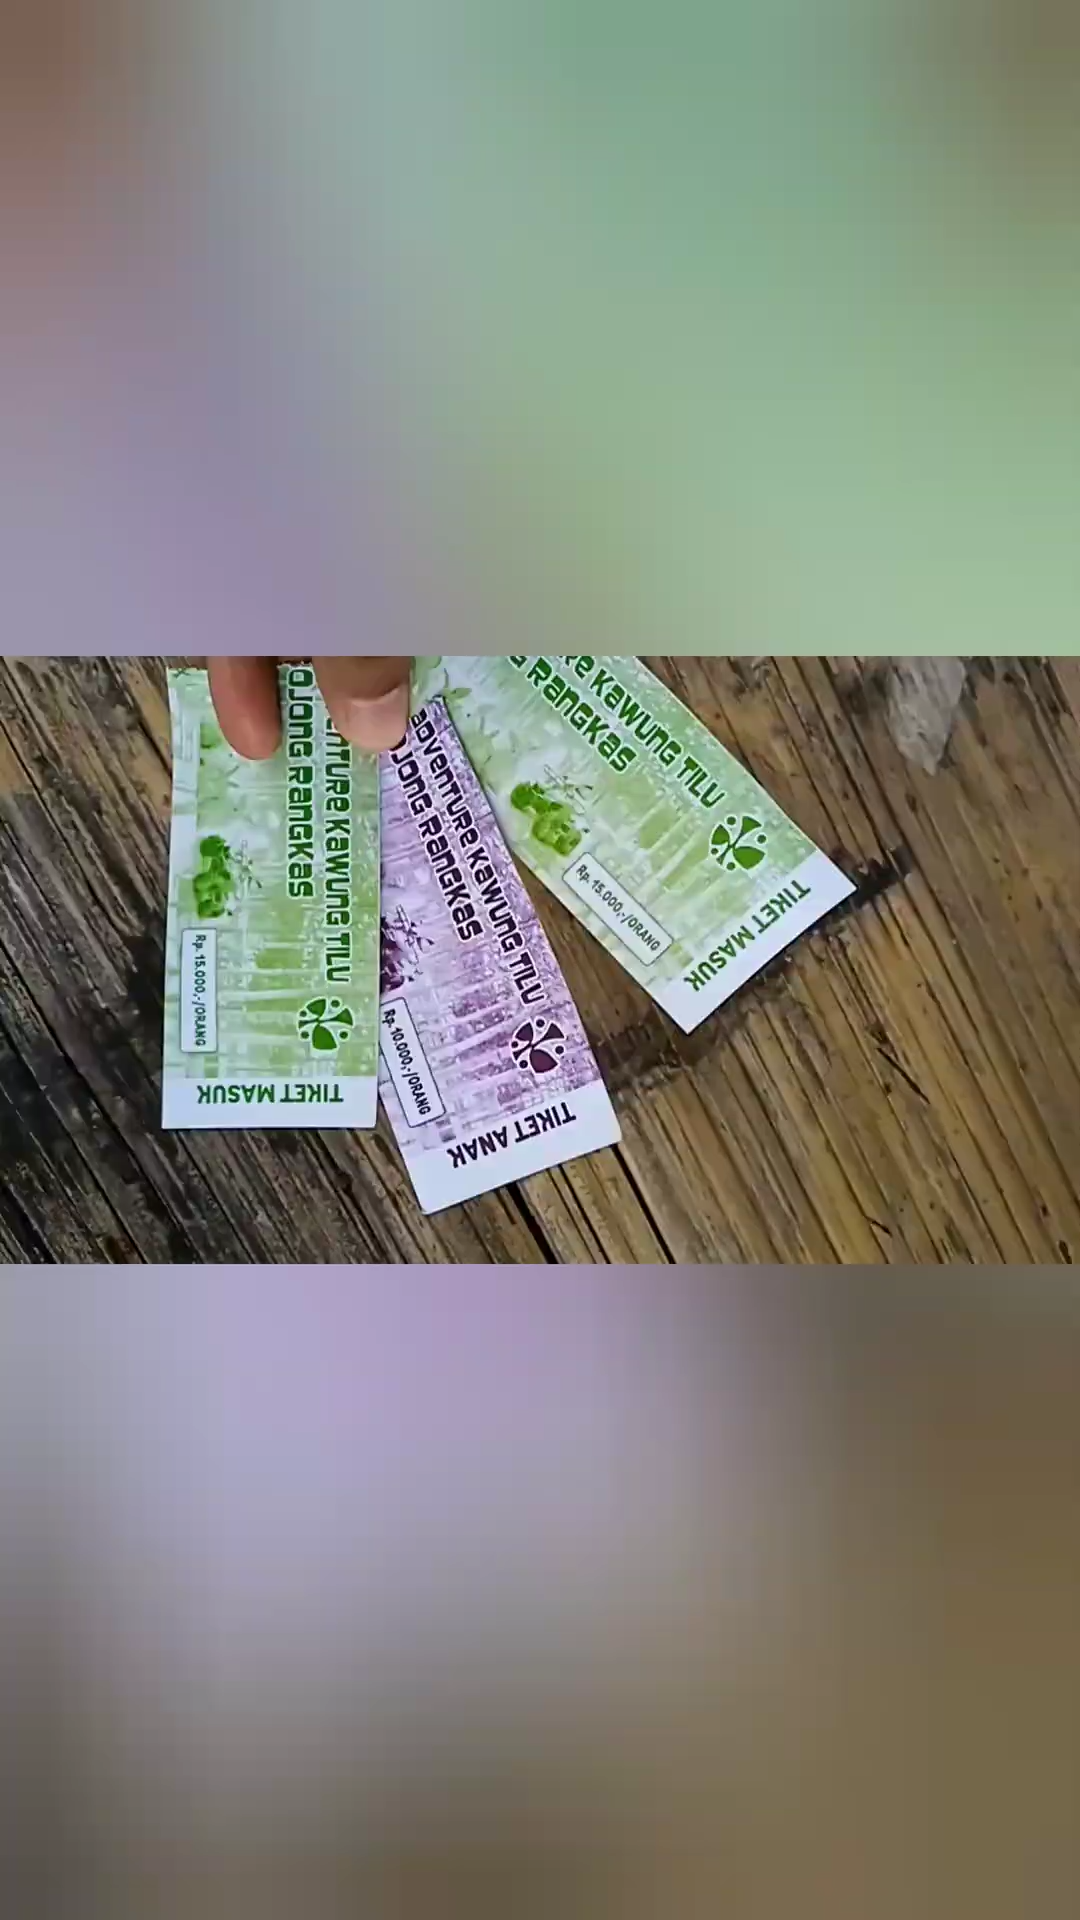 KAWUNG TILU
OJONG RANGKAS
Rp. 15.000,-/ORANG
TIKET MASUK
ADVENTURE KAWUNG TILU
OJONG RANGKAS
Rp. 10.000,-/ORANG
TIKET ANAK
KAWUNG TILU
RANGKAS
Rp. 15.000,-/ORANG
TIKET MASUK